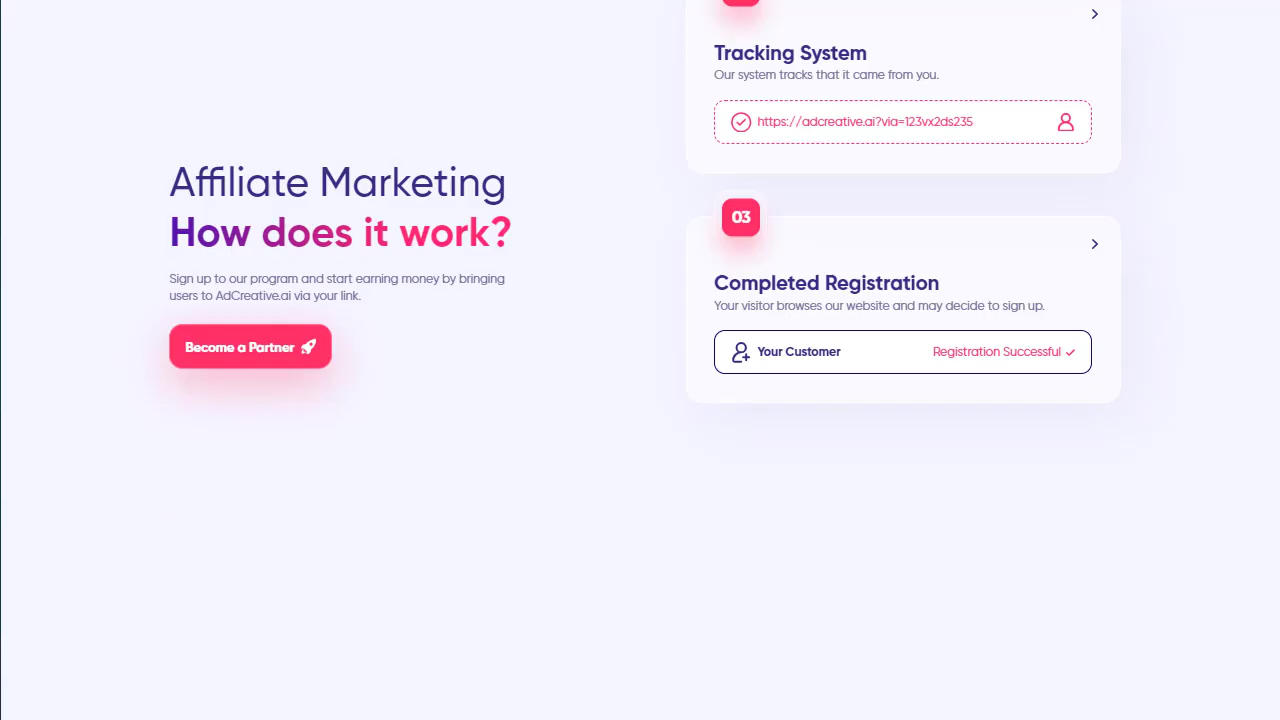 Affiliate Marketing
How does it work?
Sign up to our program and start earning money by bringing
users to AdCreative.ai via your link.
Become a Partner
Tracking System
Our system tracks that it came from you.
https://adcreative.ai?via=123vx2ds235
03
Completed Registration
Your visitor browses our website and may decide to sign up.
Your Customer
Registration Successful